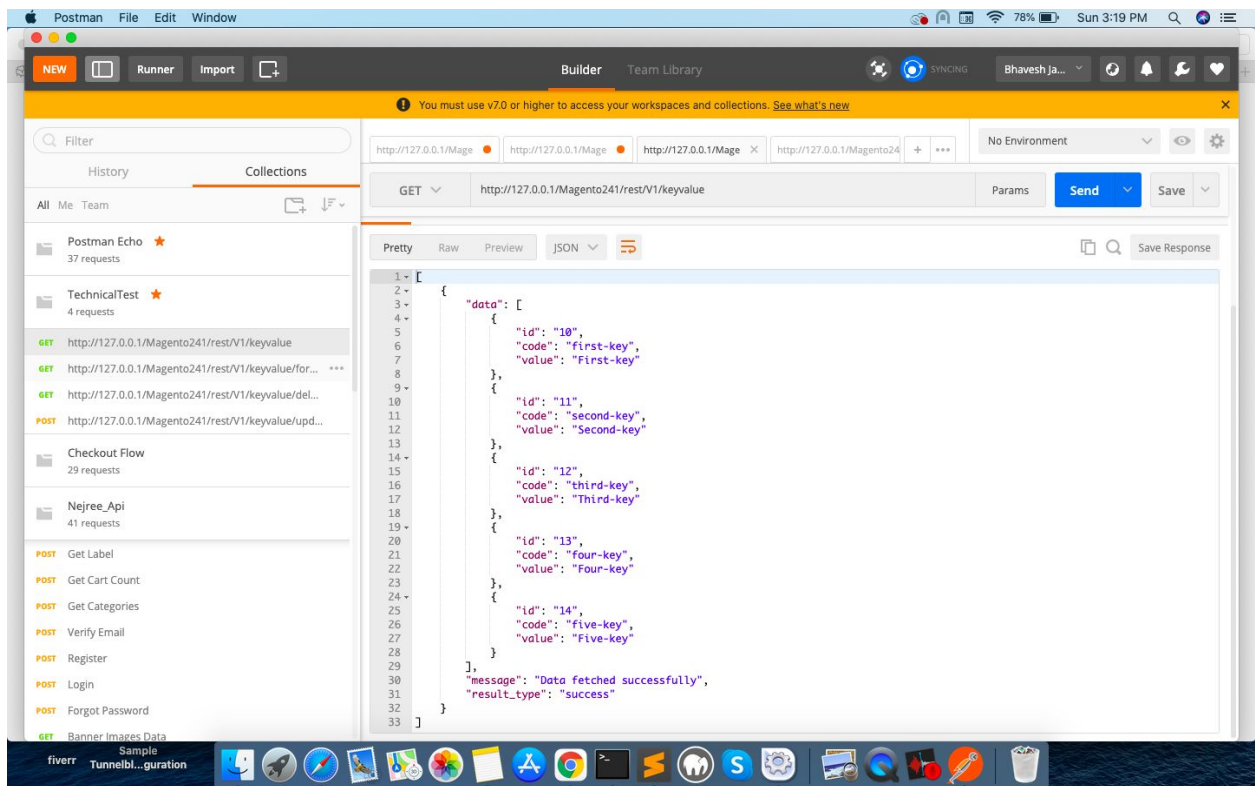 Postman File Edit Window
78% Sun 3:19 PM
NEW Runner Import Builder Team Library SYNCING Bhavesh Ja...
You must use v7.0 or higher to access your workspaces and collections. See what's new
Filter
History Collections
All Me Team
Postman Echo
37 requests
TechnicalTest
4 requests
GET http://127.0.0.1/Magento241/rest/V1/keyvalue
GET http://127.0.0.1/Magento241/rest/V1/keyvalue/for...
GET http://127.0.0.1/Magento241/rest/V1/keyvalue/del...
POST http://127.0.0.1/Magento241/rest/V1/keyvalue/upd...
Checkout Flow
29 requests
Nejree_Api
41 requests
POST Get Label
POST Get Cart Count
POST Get Categories
POST Verify Email
POST Register
POST Login
POST Forgot Password
GET Banner Images Data
http://127.0.0.1/Mage http://127.0.0.1/Mage http://127.0.0.1/Mage http://127.0.0.1/Magento24
No Environment
GET http://127.0.0.1/Magento241/rest/V1/keyvalue Params Send Save
Pretty Raw Preview JSON Save Response
1 [
2 {
3 "data": [
4 {
5 "id": "10",
6 "code": "first-key",
7 "value": "First-key"
8 },
9 {
10 "id": "11",
11 "code": "second-key",
12 "value": "Second-key"
13 },
14 {
15 "id": "12",
16 "code": "third-key",
17 "value": "Third-key"
18 },
19 {
20 "id": "13",
21 "code": "four-key",
22 "value": "Four-key"
23 },
24 {
25 "id": "14",
26 "code": "five-key",
27 "value": "Five-key"
28 }
29 ],
30 "message": "Data fetched successfully",
31 "result_type": "success"
32 }
33 ]
fiverr
Sample
Tunnelbl...guration